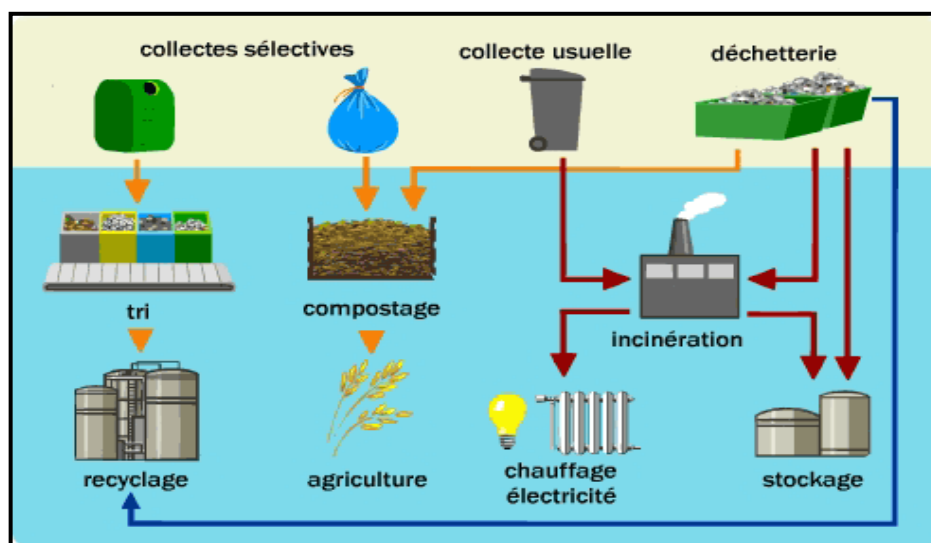 collectes sélectives
collecte usuelle
déchetterie
tri
compostage
incinération
recyclage
agriculture
chauffage
électricité
stockage